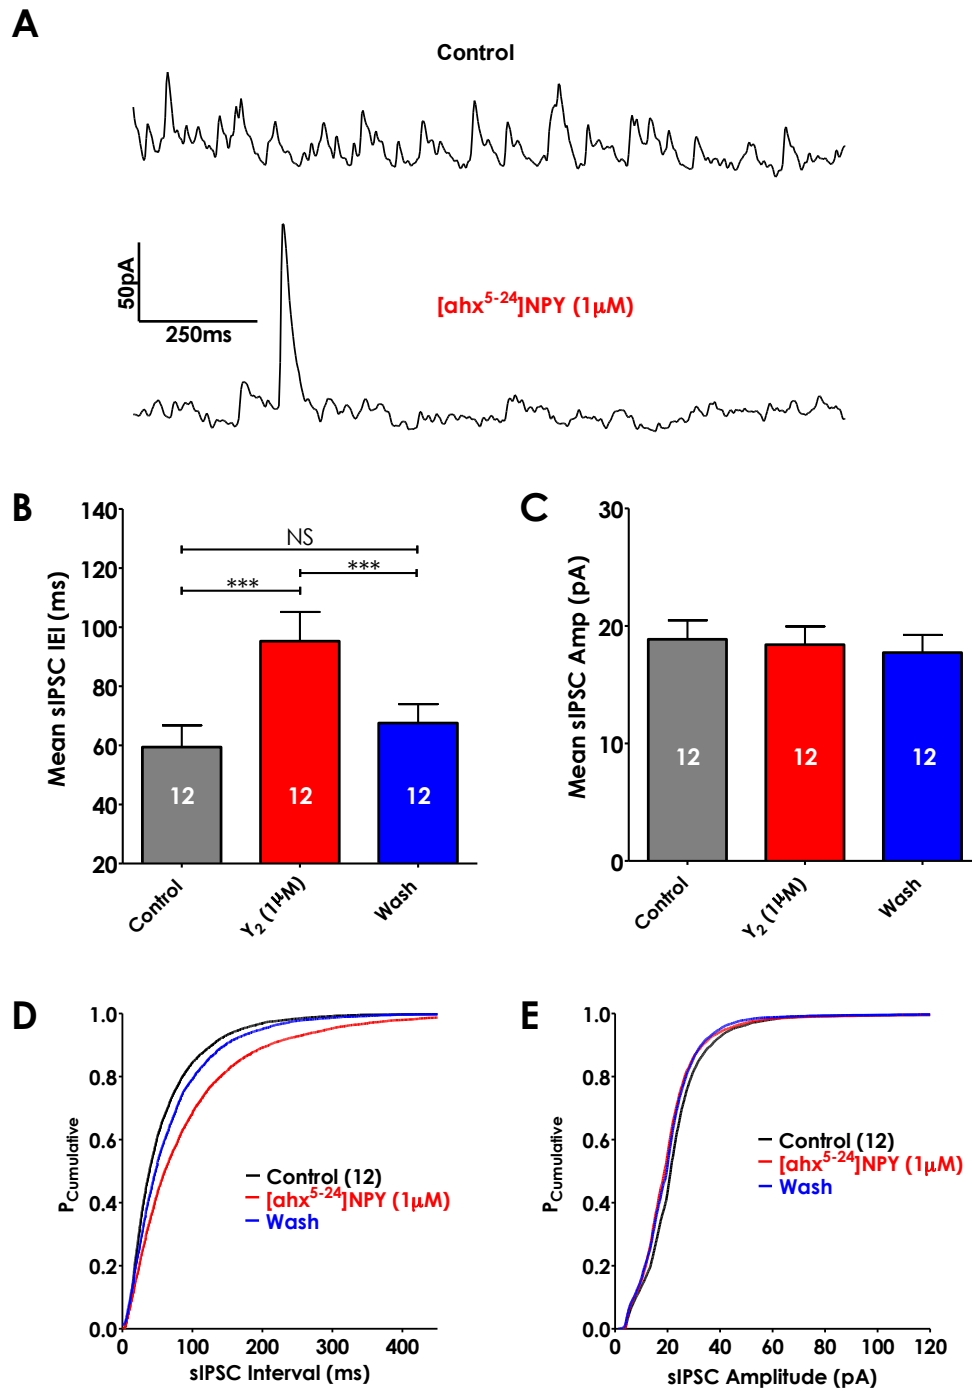 A
Control
50pA
250ms
[ahx⁵⁻²⁴]NPY (1μM)
B
Mean sIPSC IEI (ms)
140
120
100
80
60
40
20
NS
***
***
12
12
12
Control
Y₂ (1μM)
Wash
C
Mean sIPSC Amp (pA)
30
20
10
0
12
12
12
Control
Y₂ (1μM)
Wash
D
P_Cumulative
1.0
0.8
0.6
0.4
0.2
0.0
Control (12)
[ahx⁵⁻²⁴]NPY (1μM)
Wash
0 100 200 300 400
sIPSC Interval (ms)
E
P_Cumulative
1.0
0.8
0.6
0.4
0.2
0.0
Control (12)
[ahx⁵⁻²⁴]NPY (1μM)
Wash
0 20 40 60 80 100 120
sIPSC Amplitude (pA)